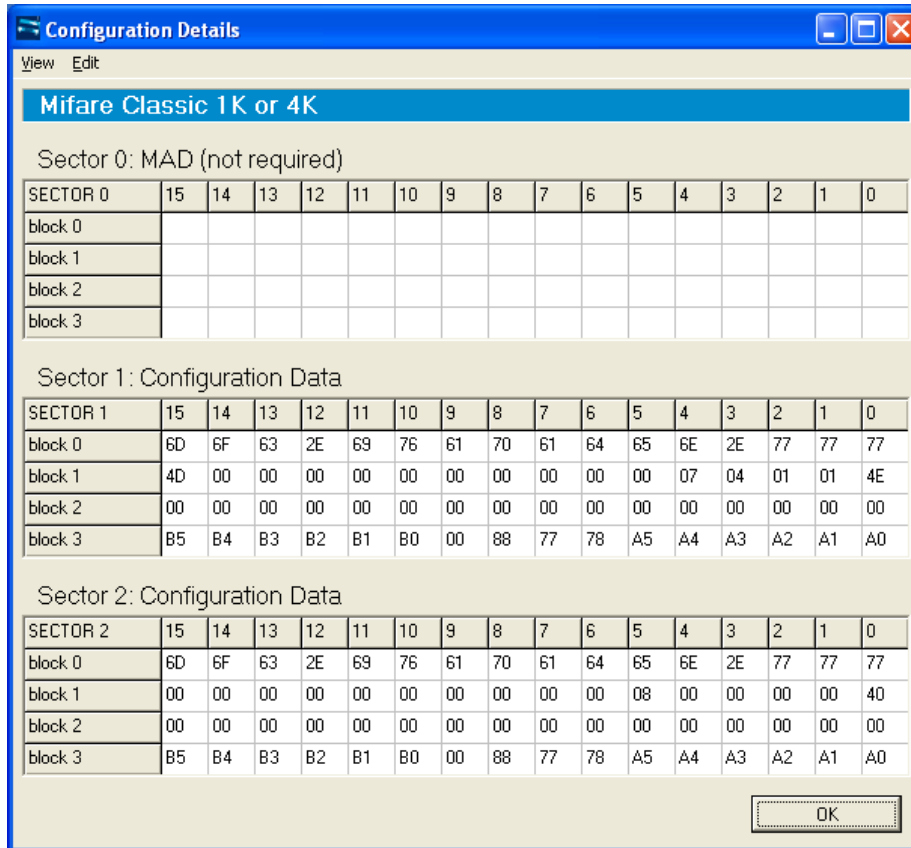 Configuration Details
View Edit
Mifare Classic 1K or 4K
Sector 0: MAD (not required)
SECTOR 0 15 14 13 12 11 10 9 8 7 6 5 4 3 2 1 0
block 0
block 1
block 2
block 3
Sector 1: Configuration Data
SECTOR 1 15 14 13 12 11 10 9 8 7 6 5 4 3 2 1 0
block 0 6D 6F 63 2E 69 76 61 70 61 64 65 6E 2E 77 77 77
block 1 4D 00 00 00 00 00 00 00 00 00 00 07 04 01 01 4E
block 2 00 00 00 00 00 00 00 00 00 00 00 00 00 00 00 00
block 3 B5 B4 B3 B2 B1 B0 00 88 77 78 A5 A4 A3 A2 A1 A0
Sector 2: Configuration Data
SECTOR 2 15 14 13 12 11 10 9 8 7 6 5 4 3 2 1 0
block 0 6D 6F 63 2E 69 76 61 70 61 64 65 6E 2E 77 77 77
block 1 00 00 00 00 00 00 00 00 00 00 08 00 00 00 00 40
block 2 00 00 00 00 00 00 00 00 00 00 00 00 00 00 00 00
block 3 B5 B4 B3 B2 B1 B0 00 88 77 78 A5 A4 A3 A2 A1 A0
OK